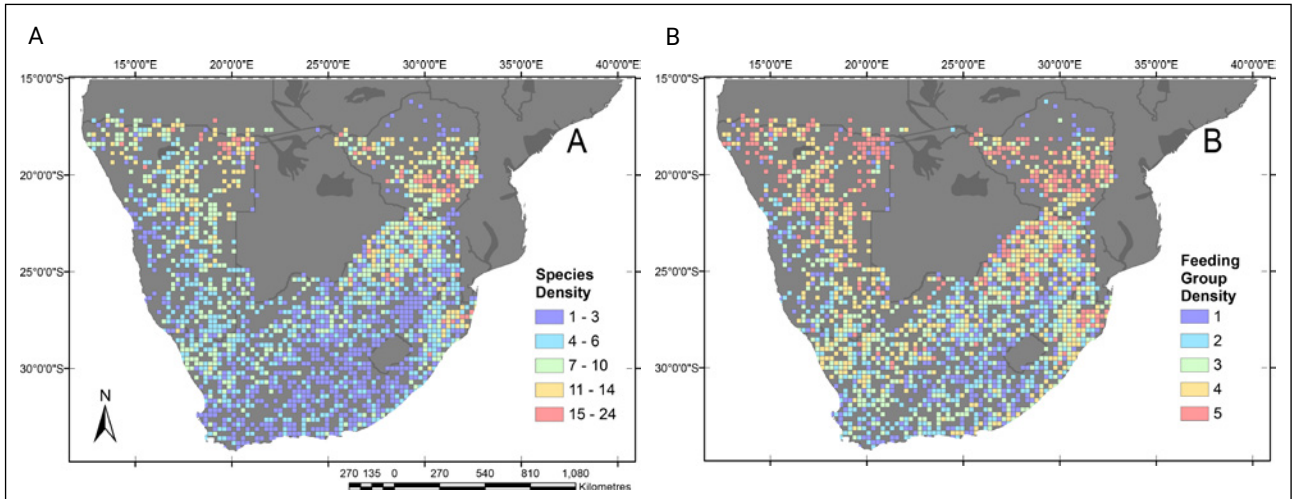 A
B
15°0'0"E 20°0'0"E 25°0'0"E 30°0'0"E 35°0'0"E 40°0'0"E
15°0'0"E 20°0'0"E 25°0'0"E 30°0'0"E 35°0'0"E 40°0'0"E
15°0'0"S
15°0'0"S
A
B
20°0'0"S
20°0'0"S
25°0'0"S
25°0'0"S
30°0'0"S
30°0'0"S
Species
Density
1 - 3
4 - 6
7 - 10
11 - 14
15 - 24
Feeding
Group
Density
1
2
3
4
5
N
270 135 0 270 540 810 1,080
Kilometres